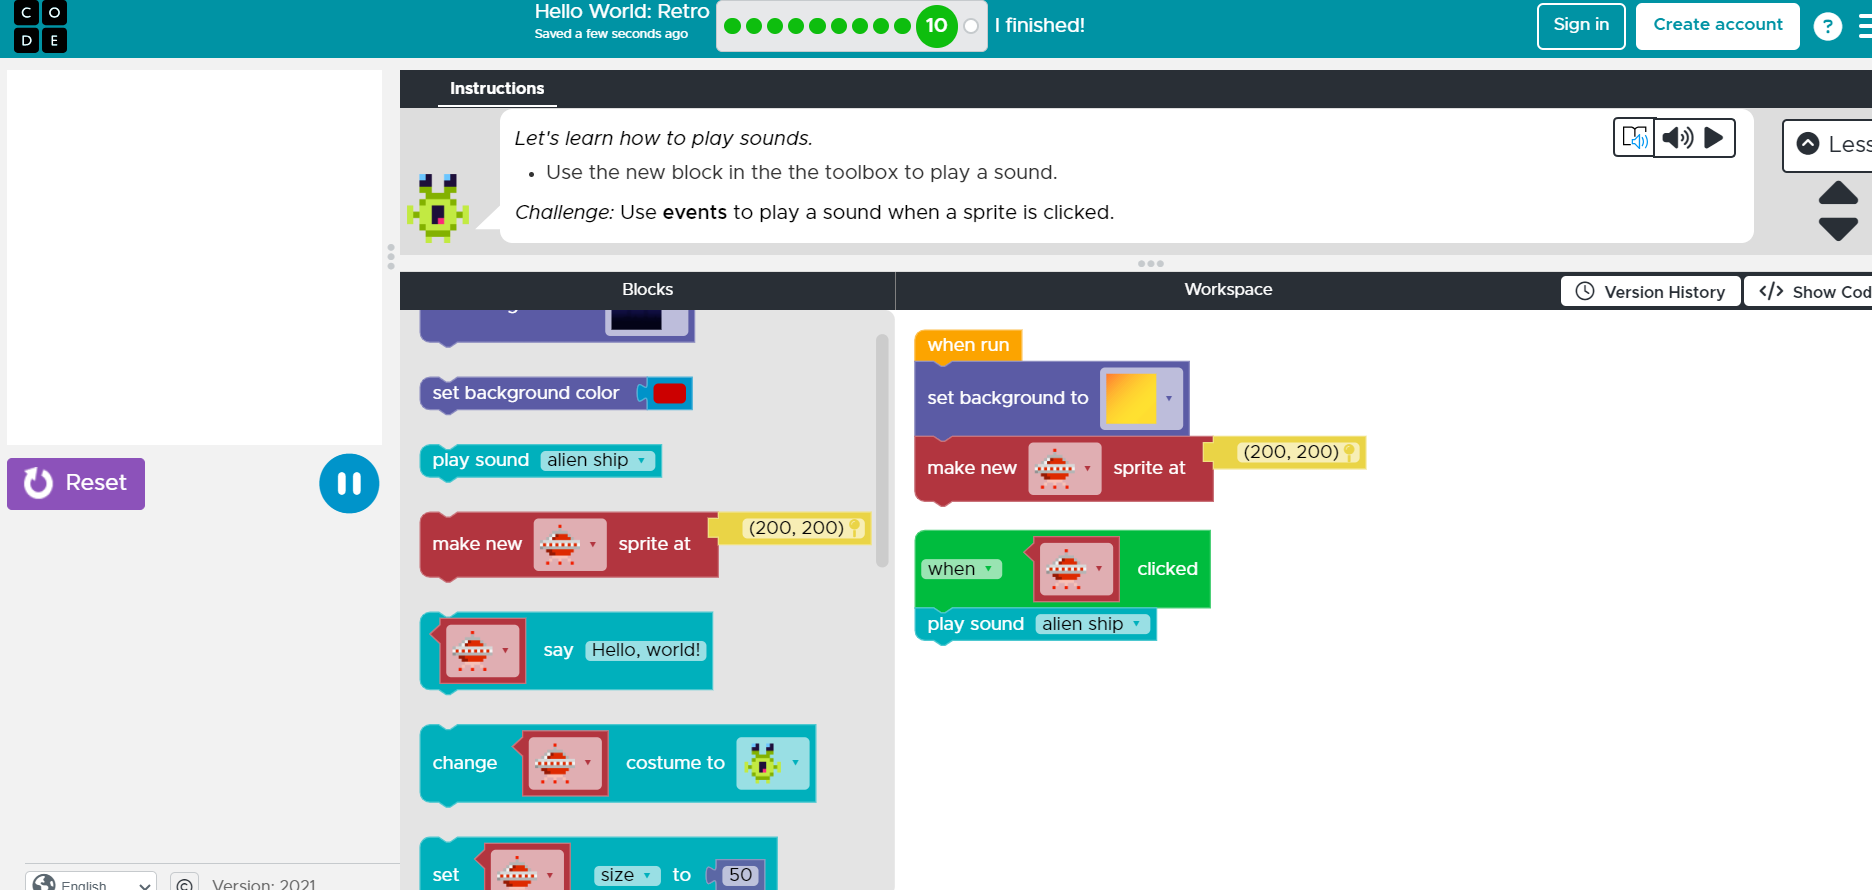 C O
D E
Hello World: Retro
Saved a few seconds ago
10
I finished!
Sign in
Create account
?
Instructions
Let's learn how to play sounds.
• Use the new block in the the toolbox to play a sound.
Challenge: Use events to play a sound when a sprite is clicked.
Less
Reset
Blocks
Workspace
Version History
</> Show Cod
set background color
play sound alien ship
make new sprite at (200, 200)
say Hello, world!
change costume to
set size to 50
when run
set background to
make new sprite at (200, 200)
when clicked
play sound alien ship
English
©
Version: 2021